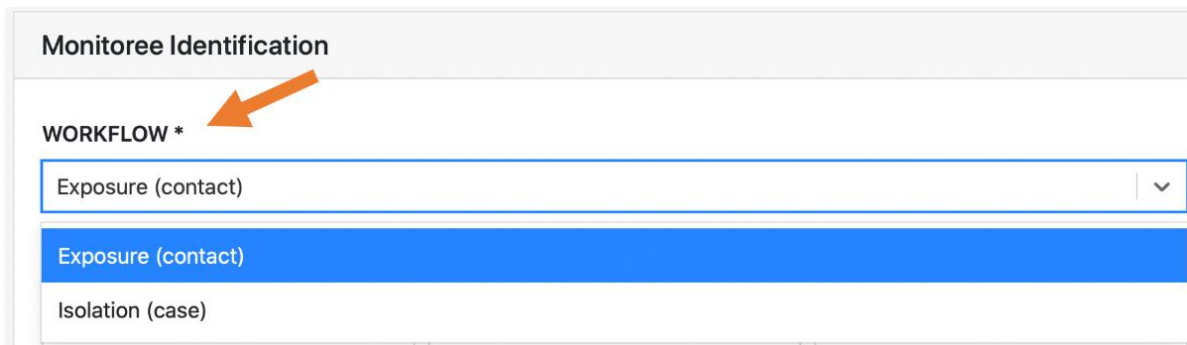 Monitoree Identification
WORKFLOW *
Exposure (contact)
Exposure (contact)
Isolation (case)